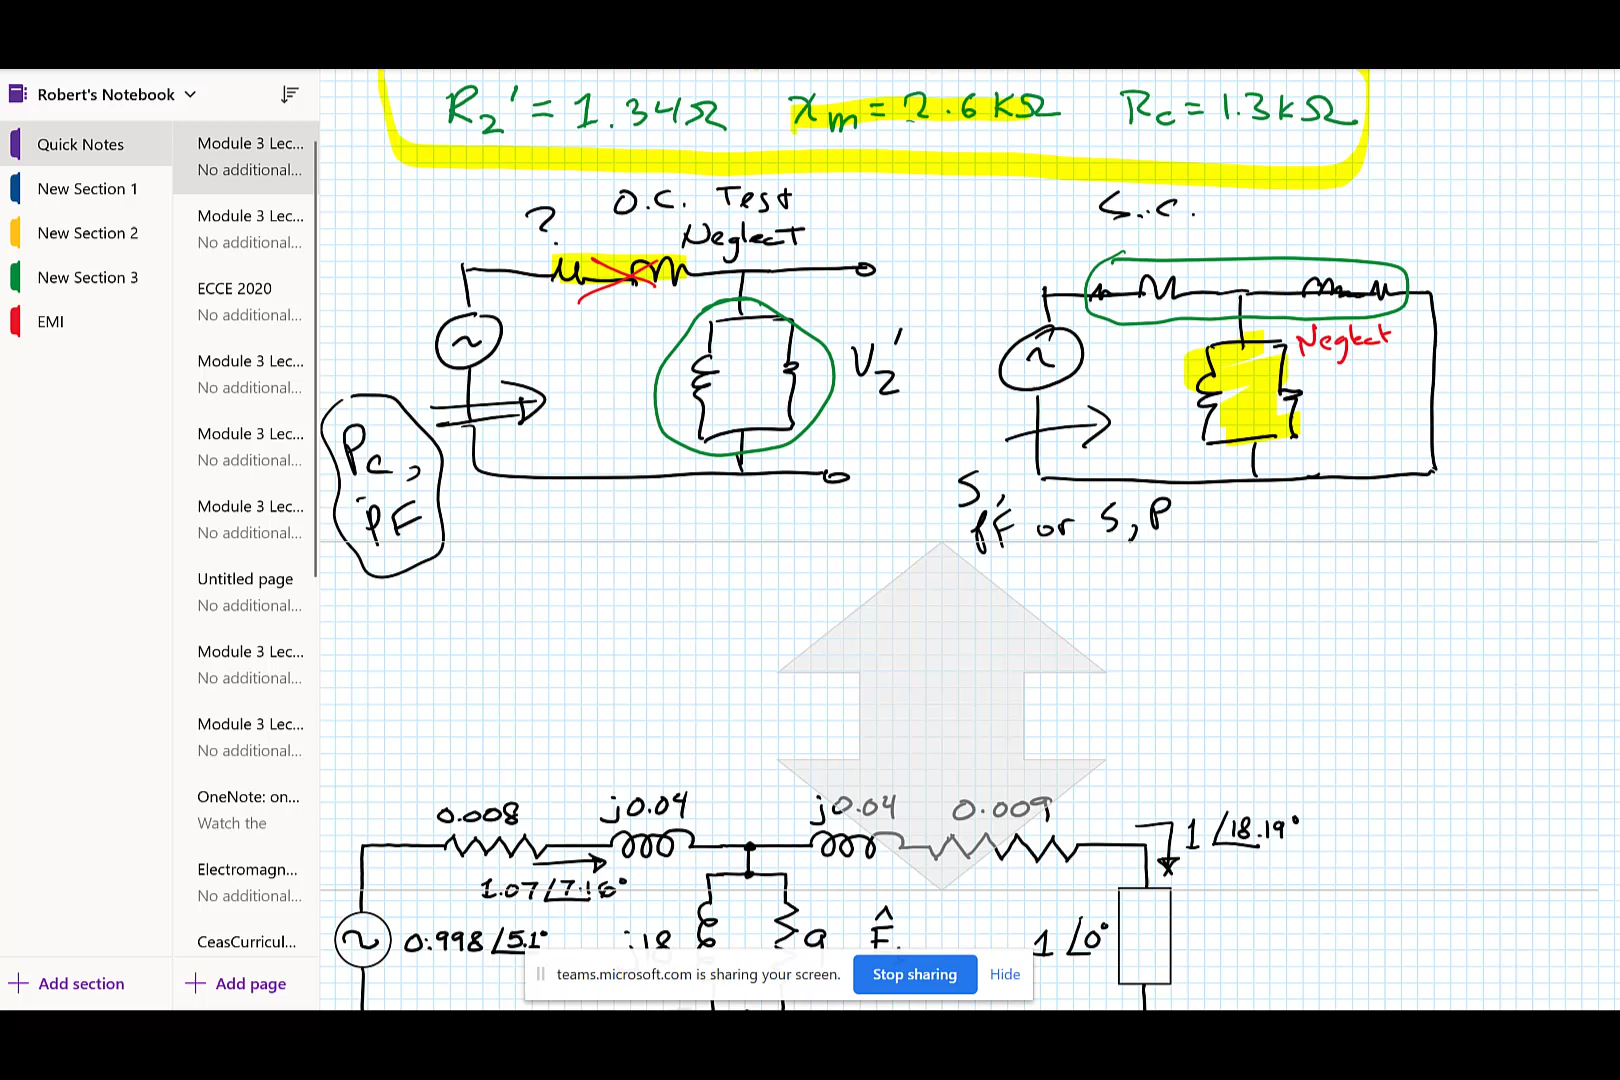 Robert's Notebook
Quick Notes
New Section 1
New Section 2
New Section 3
EMI
Add section
Module 3 Lec...
No additional...
Module 3 Lec...
No additional...
ECCE 2020
No additional...
Module 3 Lec...
No additional...
Module 3 Lec...
No additional...
Module 3 Lec...
No additional...
Untitled page
No additional...
Module 3 Lec...
No additional...
Module 3 Lec...
No additional...
OneNote: on...
Watch the
Electromagn...
No additional...
CeasCurricul...
Add page
R2' = 1.34Ω Xm = 2.6KΩ Rc = 1.3kΩ
O.C. Test
?
Neglect
V2'
Pc,
PF
S.C.
Neglect
S,
PF or S, P
0.008 j0.04 j0.04 0.009
1∠18.19°
1.07∠7.18°
0.998∠5.1° j18 9 1∠0°
teams.microsoft.com is sharing your screen. Stop sharing Hide